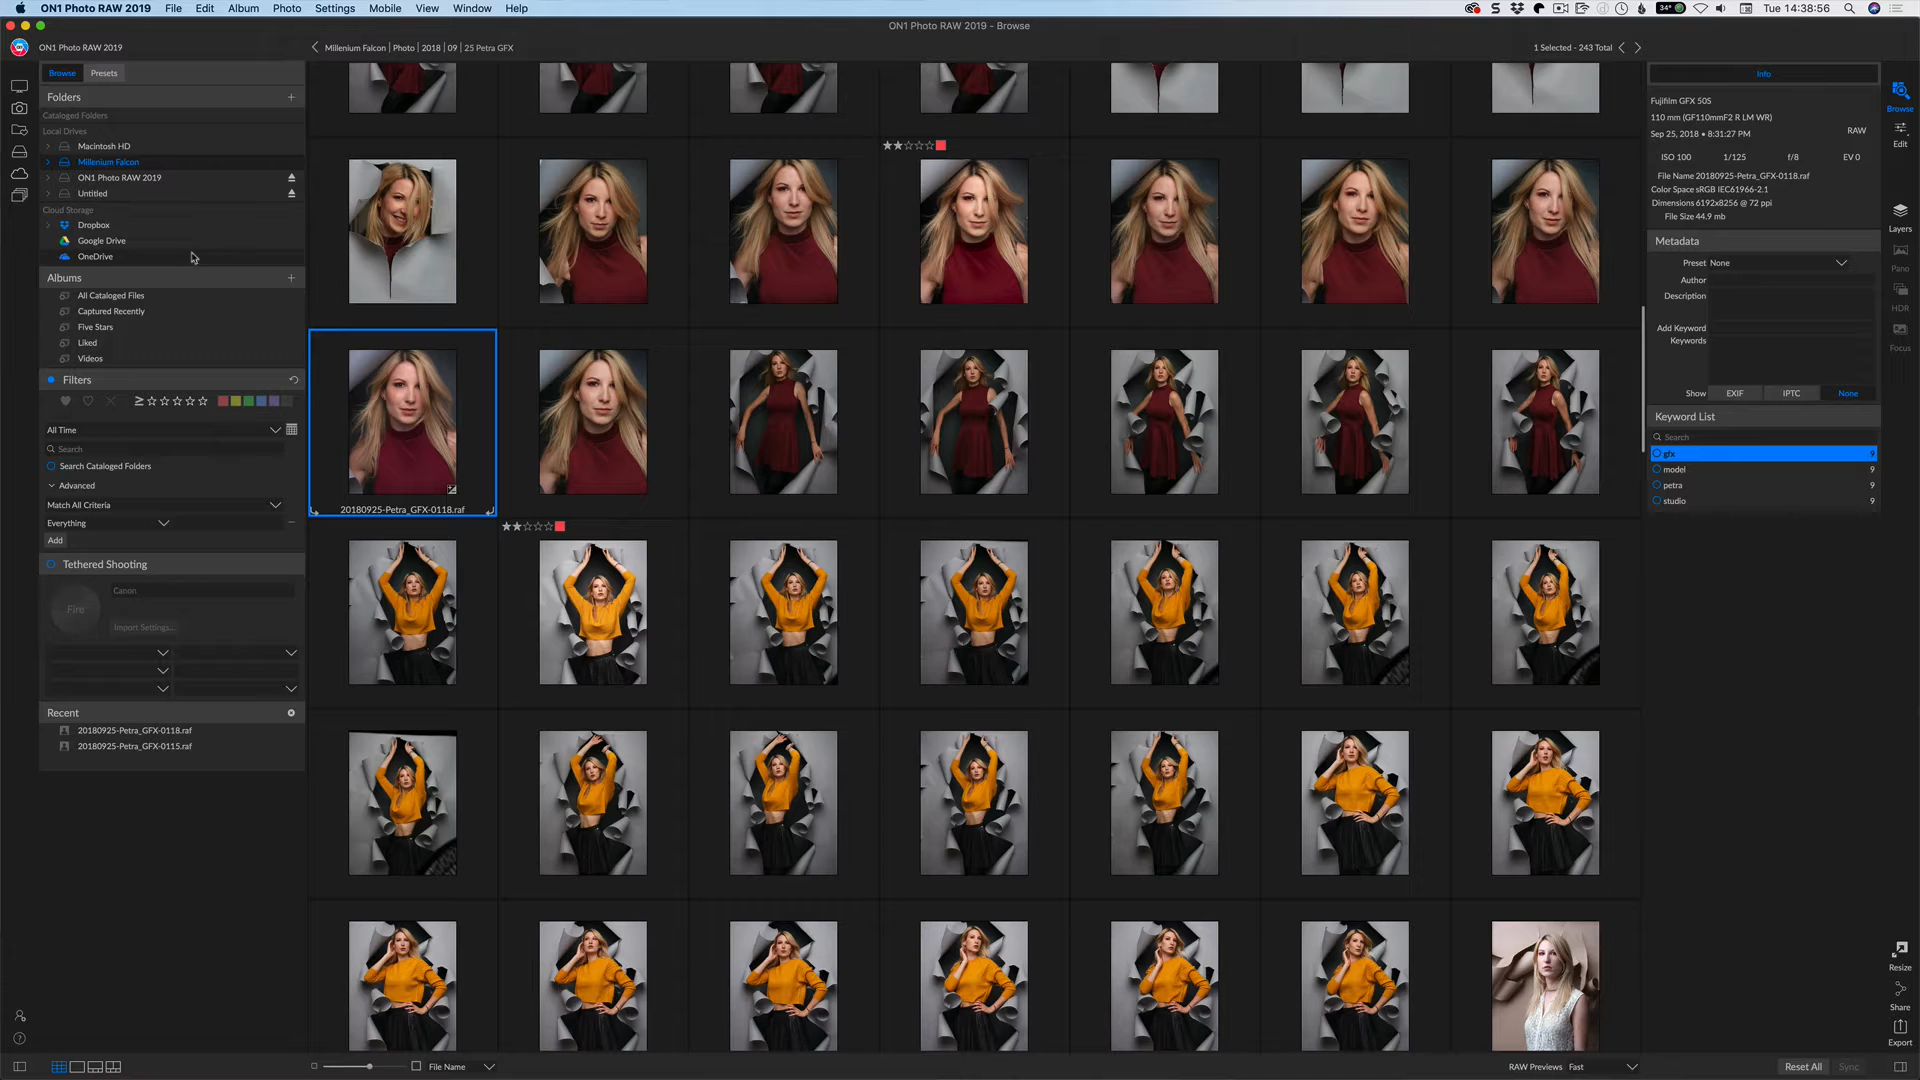 ON1 Photo RAW 2019 File Edit Album Photo Settings Mobile View Window Help 34° Tue 14:38:56
ON1 Photo RAW 2019 - Browse
ON1 Photo RAW 2019
Millenium Falcon | Photo | 2018 | 09 | 25 Petra GFX
1 Selected - 243 Total
Browse Presets
Folders
Cataloged Folders
Local Drives
Macintosh HD
Millenium Falcon
ON1 Photo RAW 2019
Untitled
Cloud Storage
Dropbox
Google Drive
OneDrive
Albums
All Cataloged Files
Captured Recently
Five Stars
Liked
Videos
Filters
≥
All Time
Search
Search Cataloged Folders
Advanced
Match All Criteria
Everything
Add
Tethered Shooting
Canon
Fire
Import Settings...
Recent
20180925-Petra_GFX-0118.raf
20180925-Petra_GFX-0115.raf
20180925-Petra_GFX-0118.raf
File Name
RAW Previews Fast
Info
Fujifilm GFX 50S
110 mm (GF110mmF2 R LM WR)
Sep 25, 2018 • 8:31:27 PM
RAW
ISO 100 1/125 f/8 EV 0
File Name 20180925-Petra_GFX-0118.raf
Color Space sRGB IEC61966-2.1
Dimensions 6192x8256 @ 72 ppi
File Size 44.9 mb
Metadata
Preset None
Author
Description
Add Keyword
Keywords
Show EXIF IPTC None
Keyword List
Search
gfx 9
model 9
petra 9
studio 9
Browse
Edit
Layers
Pano
HDR
Focus
Resize
Share
Export
Reset All Sync